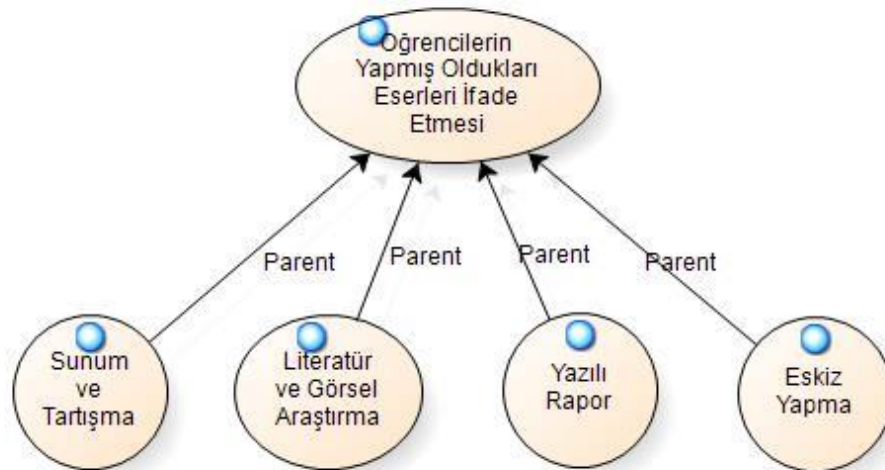 Öğrencilerin
Yapmış Oldukları
Eserleri İfade
Etmesi
Parent
Parent
Parent
Parent
Sunum
ve
Tartışma
Literatür
ve Görsel
Araştırma
Yazılı
Rapor
Eskiz
Yapma